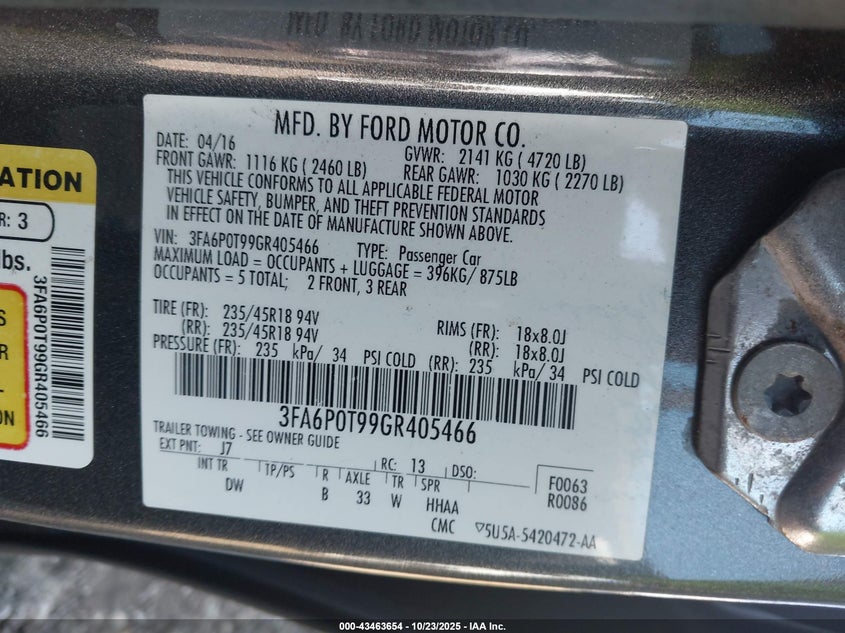 MFD. BY FORD MOTOR CO.
DATE: 04/16 GVWR: 2141 KG ( 4720 LB)
FRONT GAWR: 1116 KG ( 2460 LB) REAR GAWR: 1030 KG ( 2270 LB)
THIS VEHICLE CONFORMS TO ALL APPLICABLE FEDERAL MOTOR
VEHICLE SAFETY, BUMPER, AND THEFT PREVENTION STANDARDS
IN EFFECT ON THE DATE OF MANUFACTURE SHOWN ABOVE.
VIN: 3FA6P0T99GR405466 TYPE: Passenger Car
MAXIMUM LOAD = OCCUPANTS + LUGGAGE = 396KG/ 875LB
OCCUPANTS = 5 TOTAL; 2 FRONT, 3 REAR
TIRE (FR): 235/45R18 94V RIMS (FR): 18x8.0J
(RR): 235/45R18 94V (RR): 18x8.0J
PRESSURE (FR): 235 kPa/ 34 PSI COLD (RR): 235 kPa/ 34 PSI COLD
3FA6P0T99GR405466
TRAILER TOWING - SEE OWNER GUIDE
EXT PNT: J7 RC: 13 DSO: F0063
INT TR TP/PS R AXLE TR SPR R0086
DW B 33 W HHAA
CMC ▽5U5A-5420472-AA
ATION
R: 3
lbs.
S
R
L-
ON
3FA6P0T99GR405466
000-43463654 - 10/23/2025 - IAA Inc.